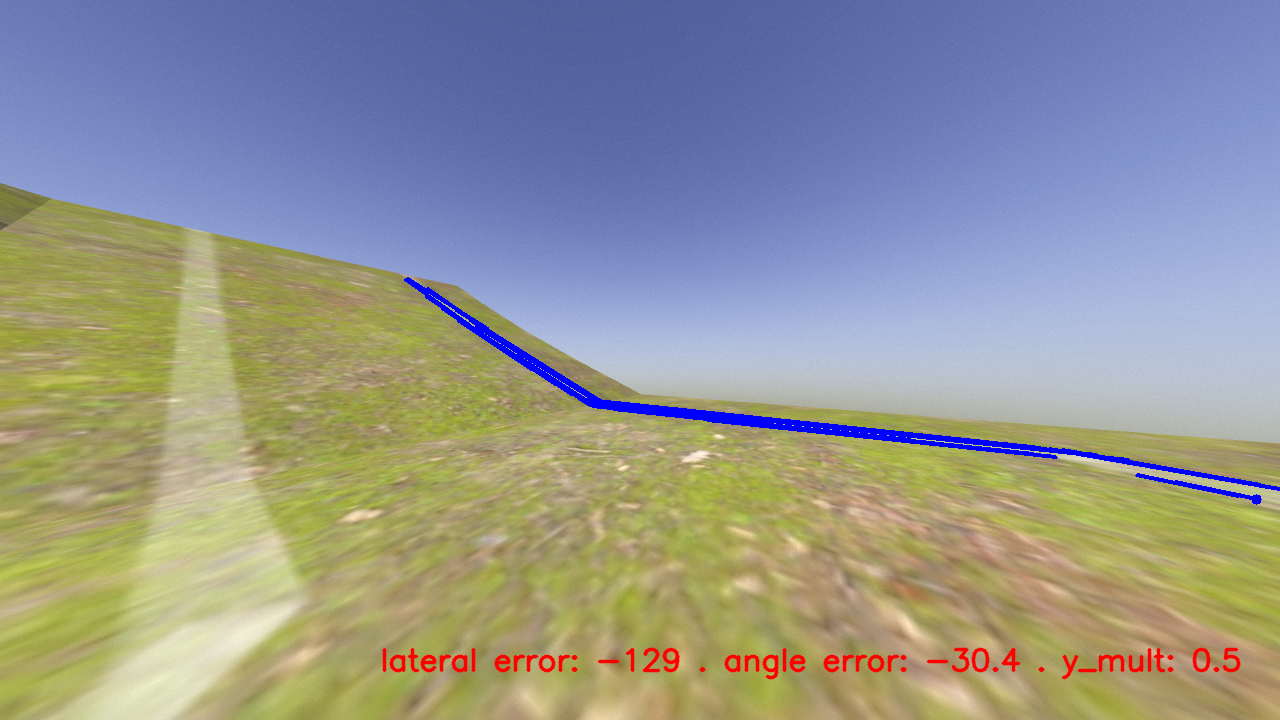 lateral error: −129 . angle error: −30.4 . y_mult: 0.5